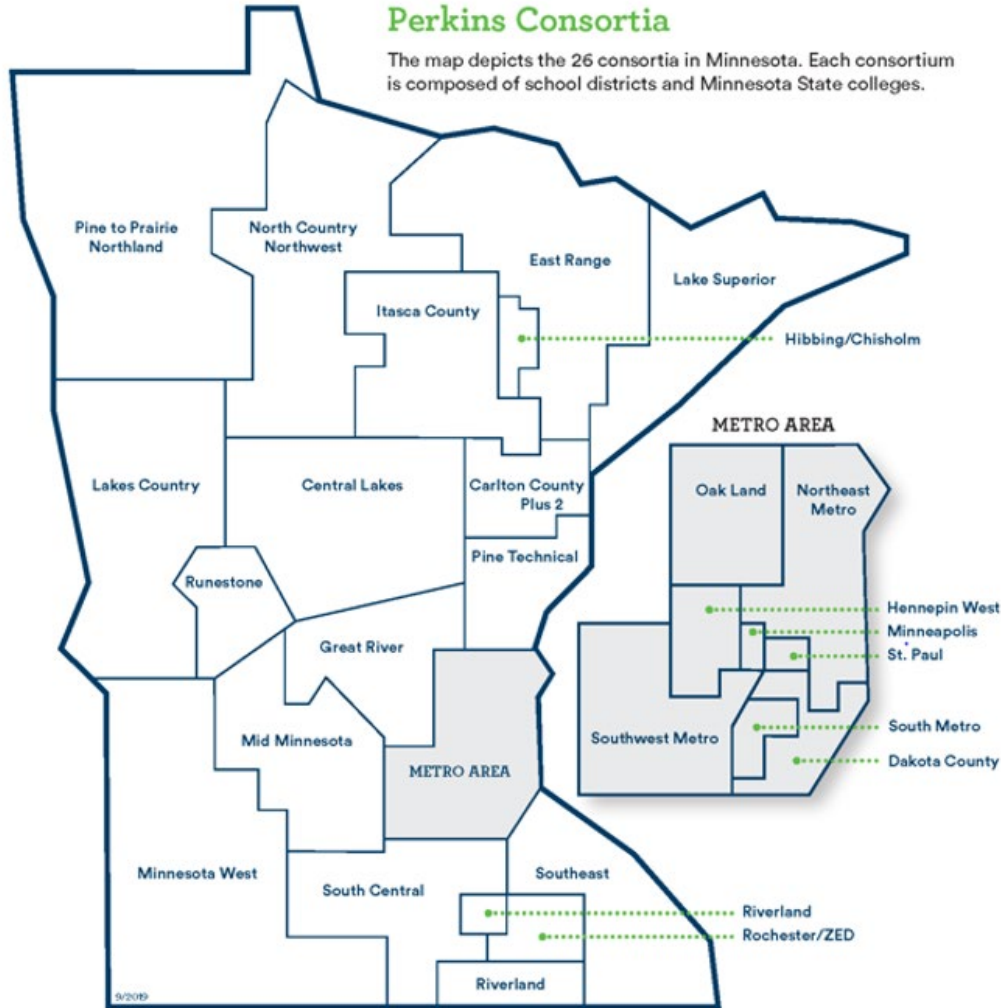 Perkins Consortia
The map depicts the 26 consortia in Minnesota. Each consortium
is composed of school districts and Minnesota State colleges.
Pine to Prairie
Northland
North Country
Northwest
East Range
Lake Superior
Itasca County
Hibbing/Chisholm
METRO AREA
Lakes Country
Central Lakes
Carlton County
Plus 2
Oak Land
Northeast
Metro
Runestone
Pine Technical
Hennepin West
Minneapolis
St. Paul
Great River
Southwest Metro
South Metro
Dakota County
Mid Minnesota
METRO AREA
Minnesota West
South Central
Southeast
Riverland
Rochester/ZED
Riverland
9/2019